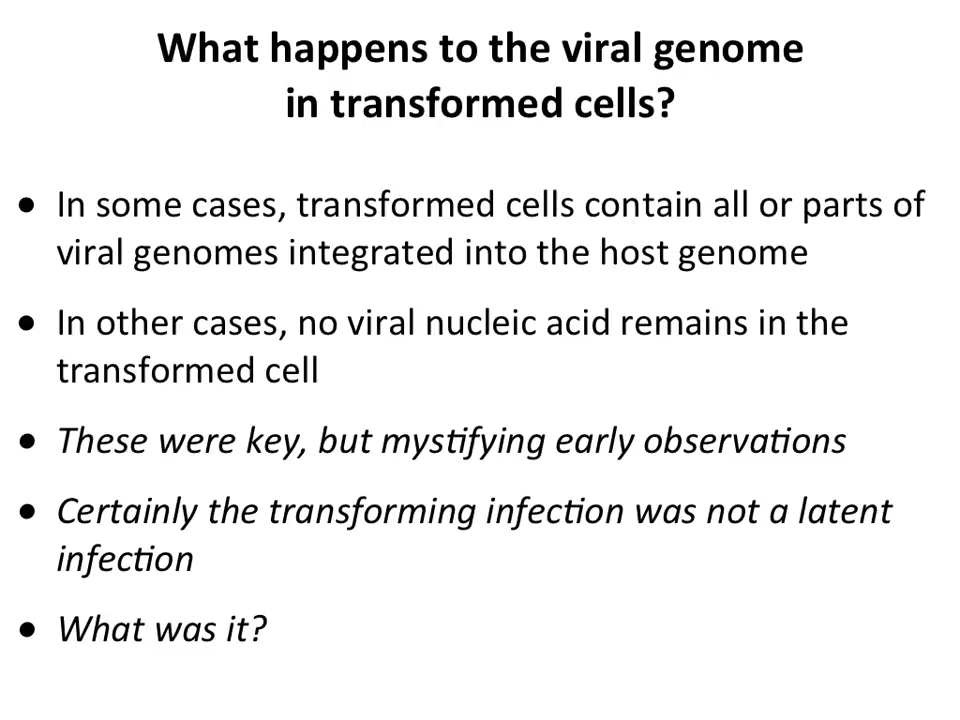 What happens to the viral genome
in transformed cells?
• In some cases, transformed cells contain all or parts of
viral genomes integrated into the host genome
• In other cases, no viral nucleic acid remains in the
transformed cell
• These were key, but mystifying early observations
• Certainly the transforming infection was not a latent
infection
• What was it?